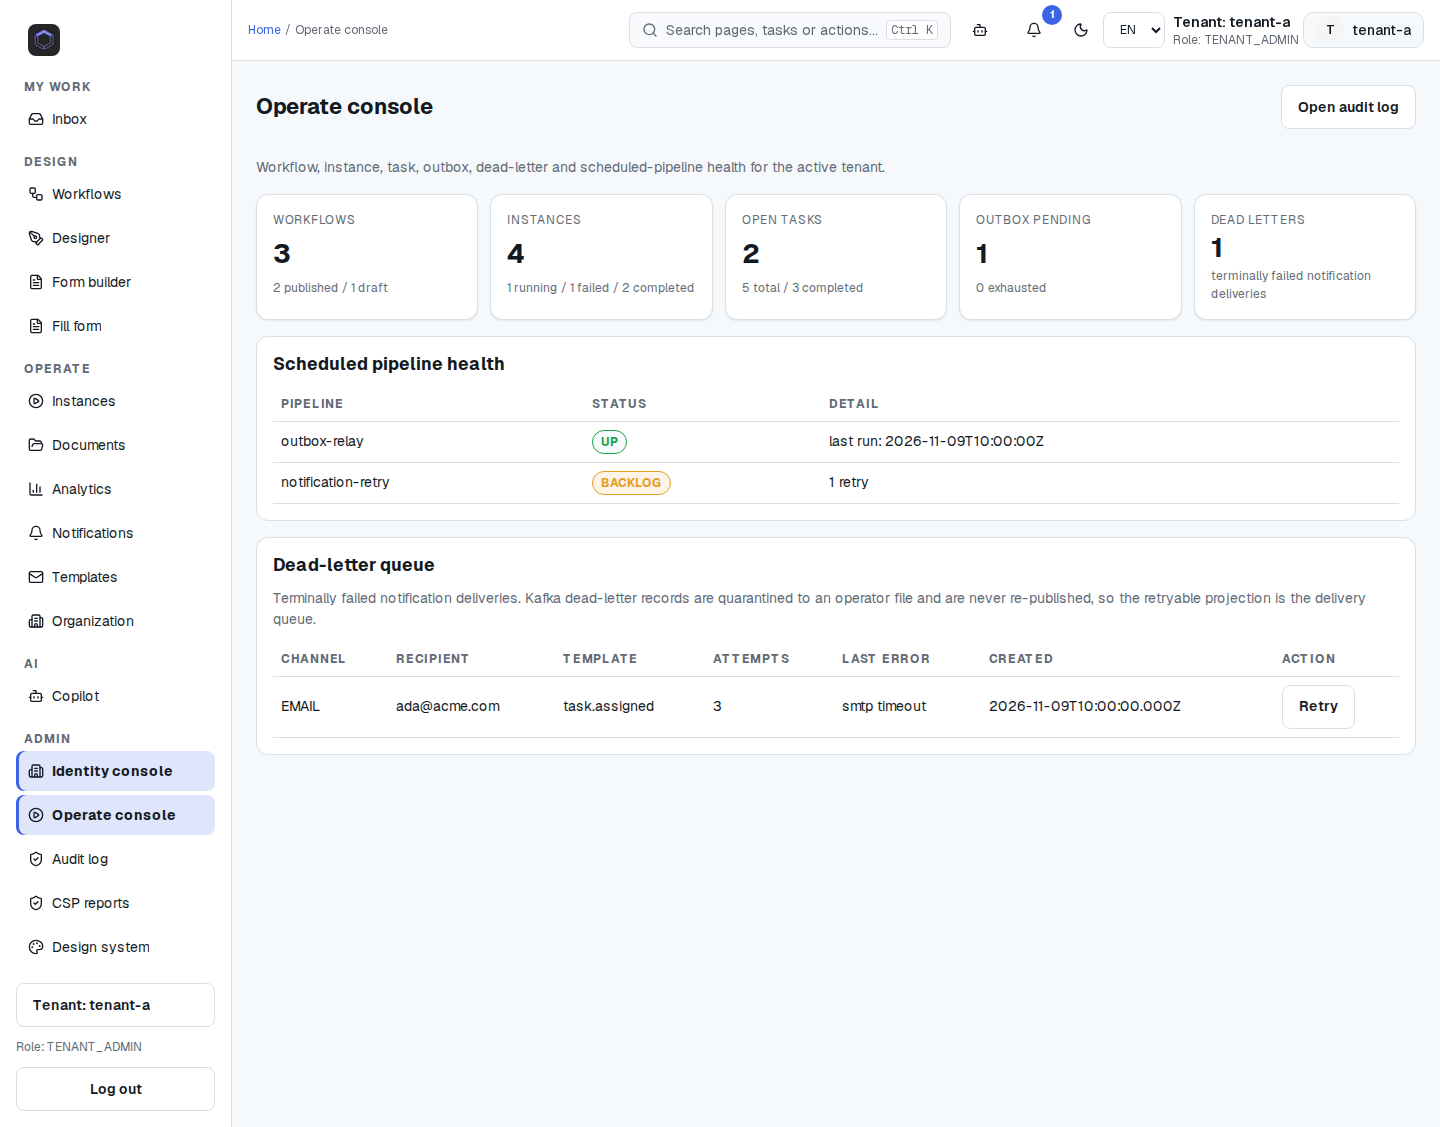 MY WORK
Inbox
DESIGN
Workflows
Designer
Form builder
Fill form
OPERATE
Instances
Documents
Analytics
Notifications
Templates
Organization
AI
Copilot
ADMIN
Identity console
Operate console
Audit log
CSP reports
Design system
Tenant: tenant-a
Role: TENANT_ADMIN
Log out
Home / Operate console
Search pages, tasks or actions... Ctrl K
1
EN
Tenant: tenant-a
Role: TENANT_ADMIN
T tenant-a
Operate console
Open audit log
Workflow, instance, task, outbox, dead-letter and scheduled-pipeline health for the active tenant.
WORKFLOWS
3
2 published / 1 draft
INSTANCES
4
1 running / 1 failed / 2 completed
OPEN TASKS
2
5 total / 3 completed
OUTBOX PENDING
1
0 exhausted
DEAD LETTERS
1
terminally failed notification
deliveries
Scheduled pipeline health
PIPELINE STATUS DETAIL
outbox-relay UP last run: 2026-11-09T10:00:00Z
notification-retry BACKLOG 1 retry
Dead-letter queue
Terminally failed notification deliveries. Kafka dead-letter records are quarantined to an operator file and are never re-published, so the retryable projection is the delivery
queue.
CHANNEL RECIPIENT TEMPLATE ATTEMPTS LAST ERROR CREATED ACTION
EMAIL ada@acme.com task.assigned 3 smtp timeout 2026-11-09T10:00:00.000Z Retry